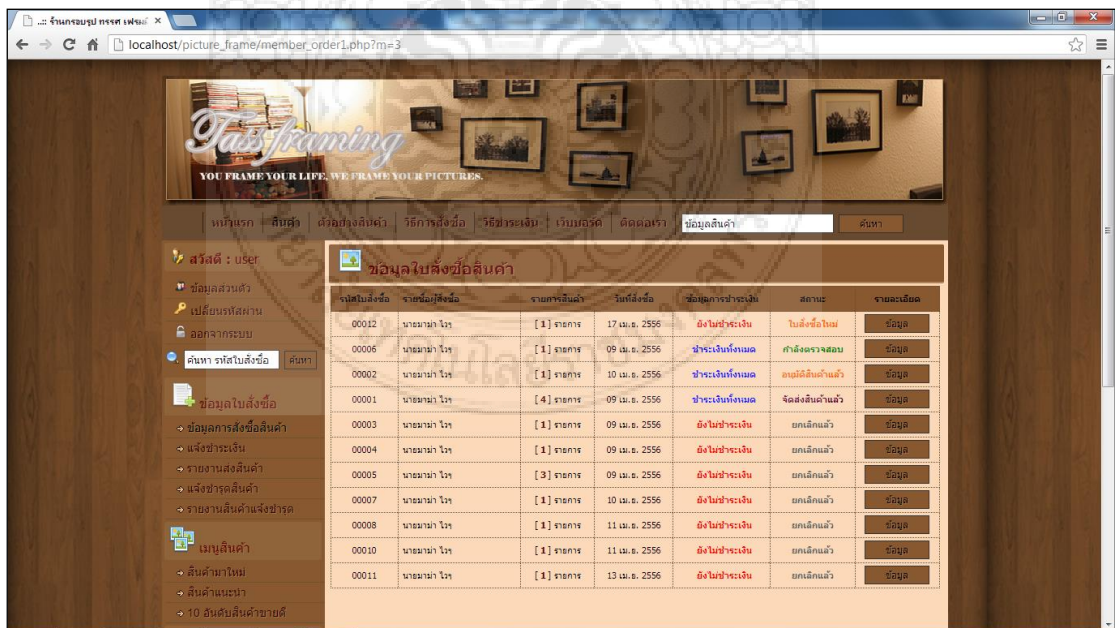 ..:: ร้านกรอบรูป ทรรศ เฟรม
localhost/picture_frame/member_order1.php?m=3
Tass framing
YOU FRAME YOUR LIFE, WE FRAME YOUR PICTURES.
หน้าแรก สินค้า ตัวอย่างสินค้า วิธีการสั่งซื้อ วิธีชำระเงิน เว็บบอร์ด ติดต่อเรา ข้อมูลสินค้า ค้นหา
สวัสดี : user
ข้อมูลส่วนตัว
เปลี่ยนรหัสผ่าน
ออกจากระบบ
ค้นหา รหัสใบสั่งซื้อ ค้นหา
ข้อมูลใบสั่งซื้อ
ข้อมูลการสั่งซื้อสินค้า
แจ้งชำระเงิน
รายงานส่งสินค้า
แจ้งชำรุดสินค้า
รายงานสินค้าแจ้งชำรุด
เมนูสินค้า
สินค้ามาใหม่
สินค้าแนะนำ
10 อันดับสินค้าขายดี
ข้อมูลใบสั่งซื้อสินค้า
รหัสใบสั่งซื้อ รายชื่อผู้สั่งซื้อ รายการสินค้า วันที่สั่งซื้อ ข้อมูลการชำระเงิน สถานะ รายละเอียด
00012 นายมาม่า ไวๆ [ 1 ] รายการ 17 เม.ย. 2556 ยังไม่ชำระเงิน ใบสั่งซื้อใหม่ ข้อมูล
00006 นายมาม่า ไวๆ [ 1 ] รายการ 09 เม.ย. 2556 ชำระเงินทั้งหมด กำลังตรวจสอบ ข้อมูล
00002 นายมาม่า ไวๆ [ 1 ] รายการ 10 เม.ย. 2556 ชำระเงินทั้งหมด อนุมัติสินค้าแล้ว ข้อมูล
00001 นายมาม่า ไวๆ [ 4 ] รายการ 09 เม.ย. 2556 ชำระเงินทั้งหมด จัดส่งสินค้าแล้ว ข้อมูล
00003 นายมาม่า ไวๆ [ 1 ] รายการ 09 เม.ย. 2556 ยังไม่ชำระเงิน ยกเลิกแล้ว ข้อมูล
00004 นายมาม่า ไวๆ [ 1 ] รายการ 09 เม.ย. 2556 ยังไม่ชำระเงิน ยกเลิกแล้ว ข้อมูล
00005 นายมาม่า ไวๆ [ 3 ] รายการ 09 เม.ย. 2556 ยังไม่ชำระเงิน ยกเลิกแล้ว ข้อมูล
00007 นายมาม่า ไวๆ [ 1 ] รายการ 10 เม.ย. 2556 ยังไม่ชำระเงิน ยกเลิกแล้ว ข้อมูล
00008 นายมาม่า ไวๆ [ 1 ] รายการ 11 เม.ย. 2556 ยังไม่ชำระเงิน ยกเลิกแล้ว ข้อมูล
00010 นายมาม่า ไวๆ [ 1 ] รายการ 11 เม.ย. 2556 ยังไม่ชำระเงิน ยกเลิกแล้ว ข้อมูล
00011 นายมาม่า ไวๆ [ 1 ] รายการ 13 เม.ย. 2556 ยังไม่ชำระเงิน ยกเลิกแล้ว ข้อมูล